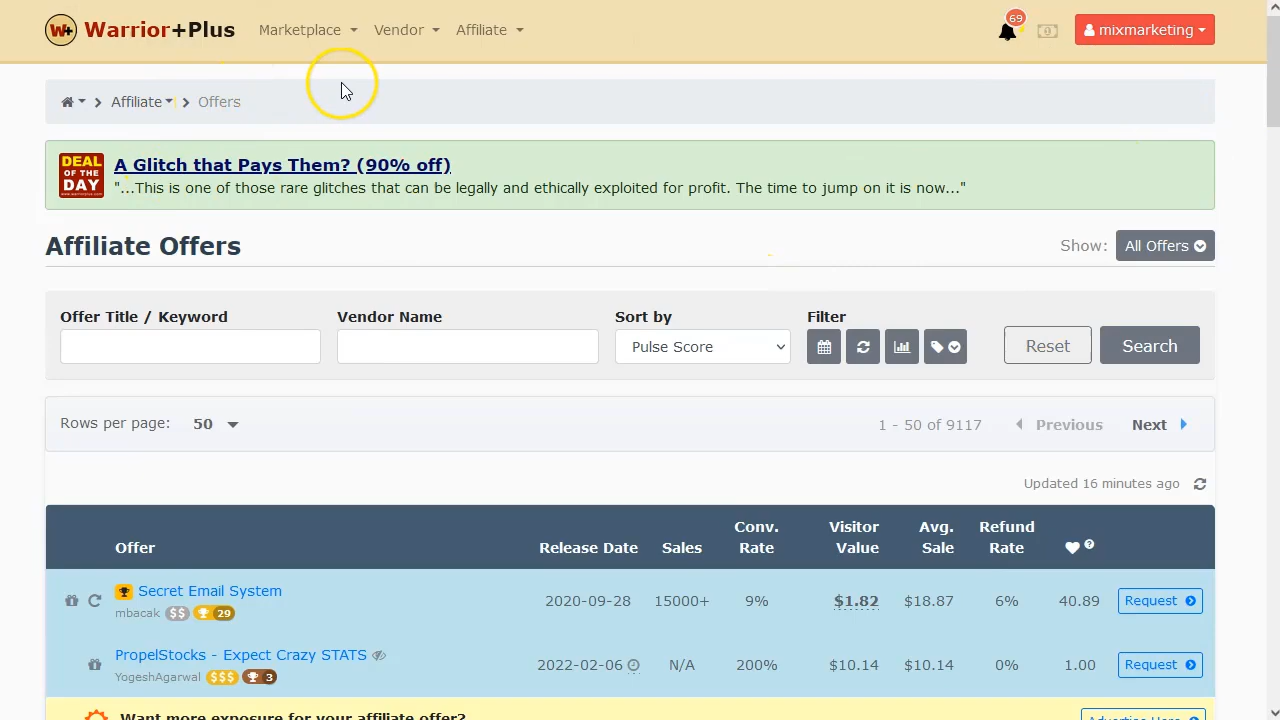 Warrior+Plus Marketplace Vendor Affiliate 69 mixmarketing
Affiliate Offers
DEAL OF THE DAY
A Glitch that Pays Them? (90% off)
"...This is one of those rare glitches that can be legally and ethically exploited for profit. The time to jump on it is now..."
Affiliate Offers
Show: All Offers
Offer Title / Keyword Vendor Name Sort by Filter
Pulse Score Reset Search
Rows per page: 50 1 - 50 of 9117 Previous Next
Updated 16 minutes ago
Offer Release Date Sales Conv. Rate Visitor Value Avg. Sale Refund Rate
Secret Email System
mbacak $$ 29
2020-09-28 15000+ 9% $1.82 $18.87 6% 40.89 Request
PropelStocks - Expect Crazy STATS
YogeshAgarwal $$$ 3
2022-02-06 N/A 200% $10.14 $10.14 0% 1.00 Request
Want more exposure for your affiliate offer?
Advertise Here